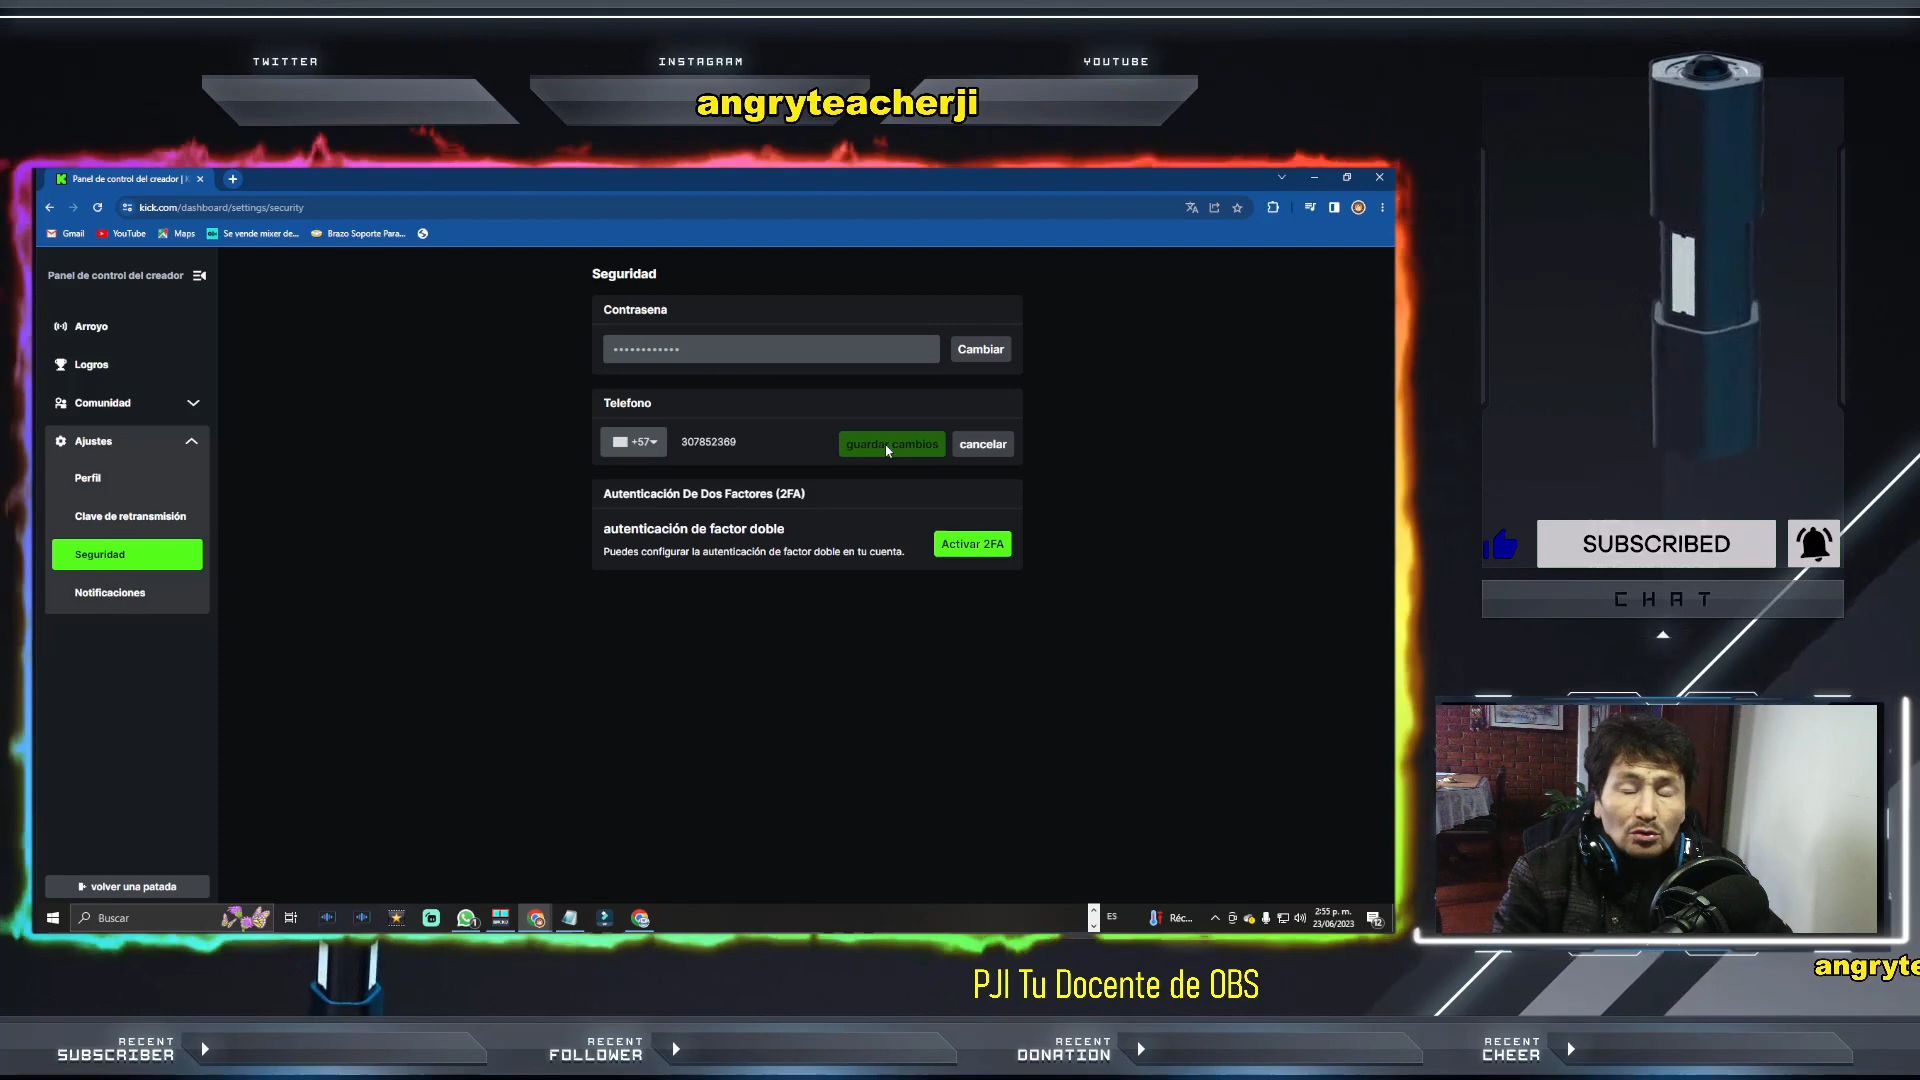 TWITTER
INSTAGRAM
YOUTUBE
angryteacherji
Panel de control del creador | K
kick.com/dashboard/settings/security
Gmail
YouTube
Maps
Se vende mixer de...
Brazo Soporte Para...
Panel de control del creador
Arroyo
Logros
Comunidad
Ajustes
Perfil
Clave de retransmisión
Seguridad
Notificaciones
volver una patada
Seguridad
Contrasena
••••••••••••
Cambiar
Telefono
+57
307852369
guardar cambios
cancelar
Autenticación De Dos Factores (2FA)
autenticación de factor doble
Puedes configurar la autenticación de factor doble en tu cuenta.
Activar 2FA
SUBSCRIBED
CHAT
Buscar
ES
Réc...
2:55 p. m.
23/06/2023
12
PJI Tu Docente de OBS
angryte
RECENT
SUBSCRIBER
RECENT
FOLLOWER
RECENT
DONATION
RECENT
CHEER